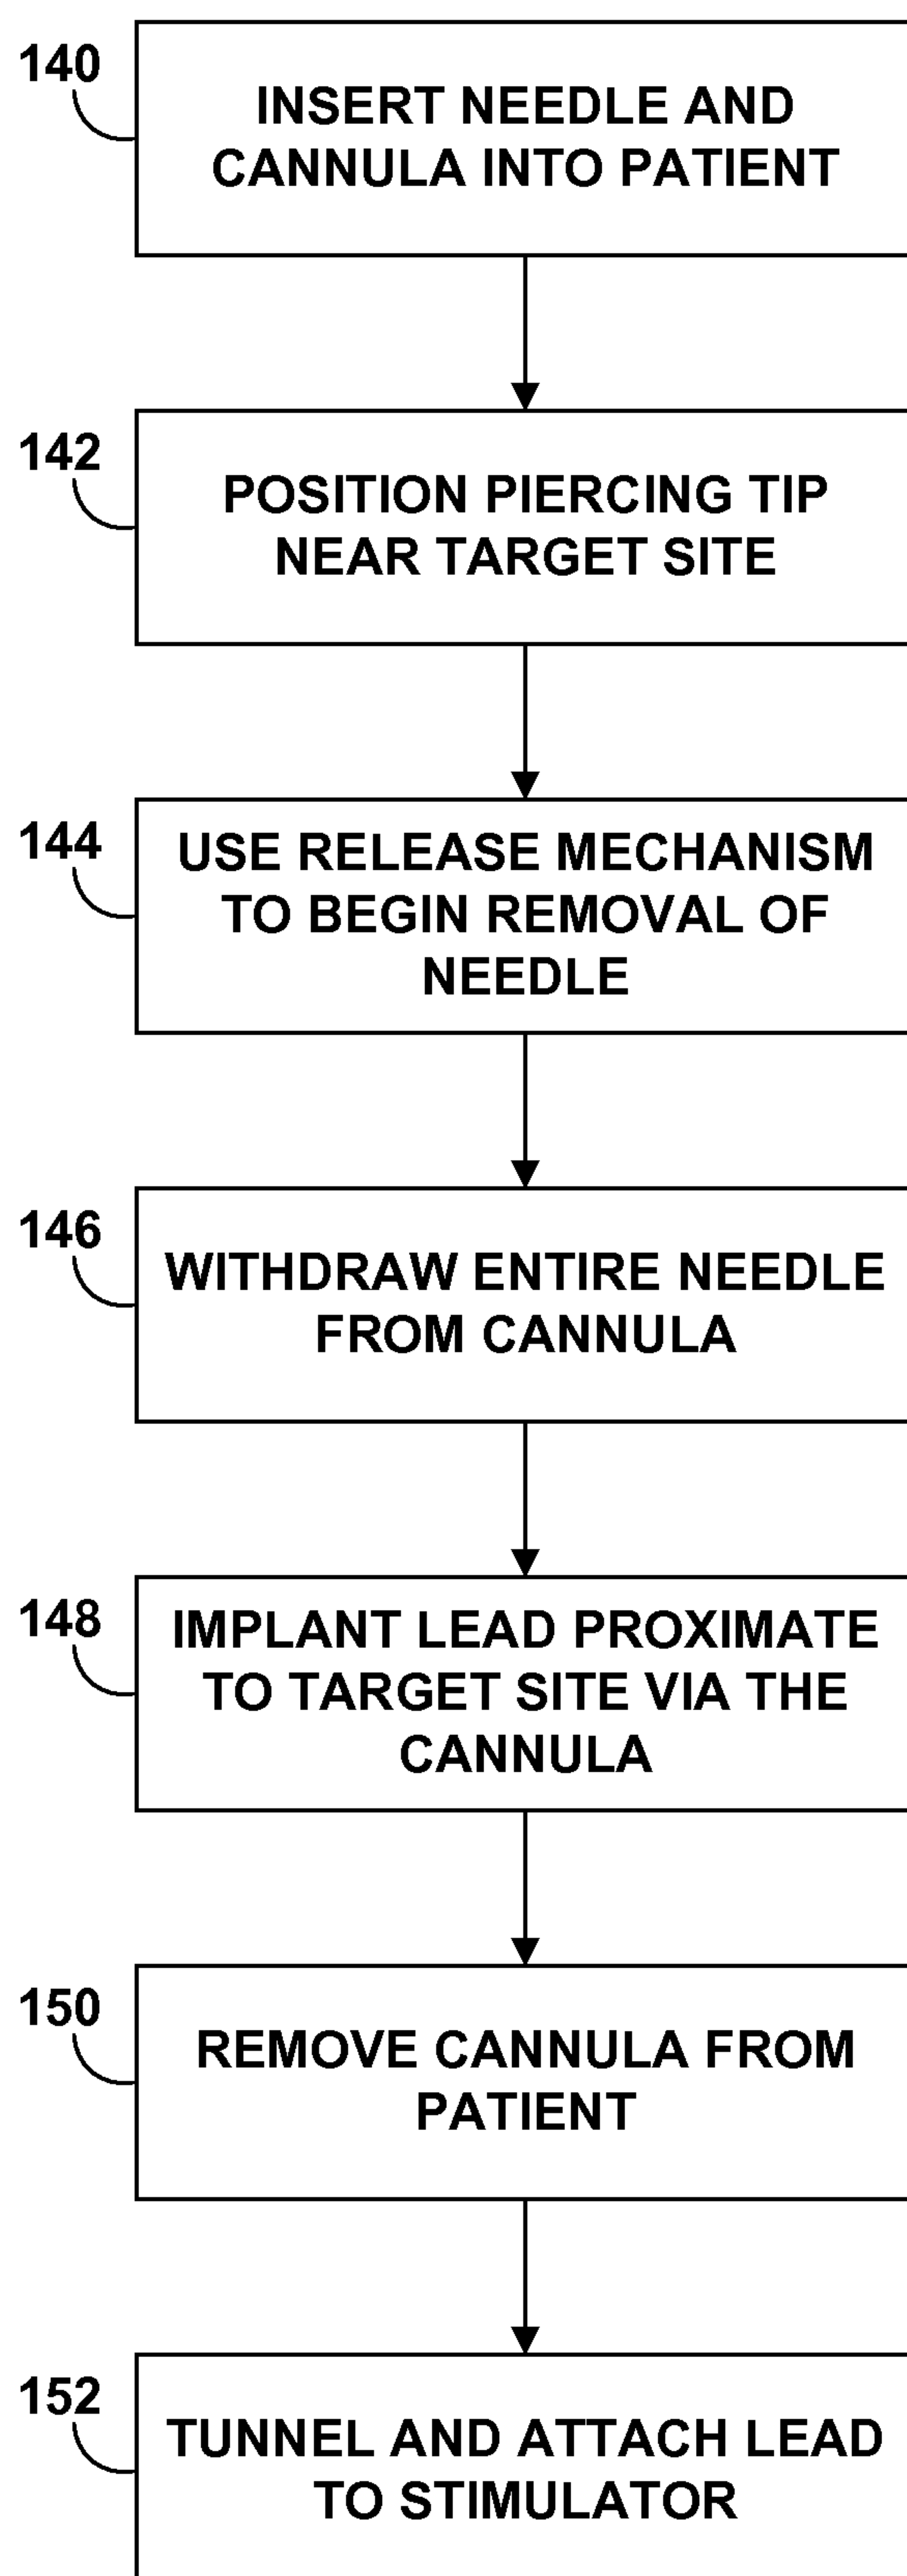 140
INSERT NEEDLE AND
CANNULA INTO PATIENT
142
POSITION PIERCING TIP
NEAR TARGET SITE
144
USE RELEASE MECHANISM
TO BEGIN REMOVAL OF
NEEDLE
146
WITHDRAW ENTIRE NEEDLE
FROM CANNULA
148
IMPLANT LEAD PROXIMATE
TO TARGET SITE VIA THE
CANNULA
150
REMOVE CANNULA FROM
PATIENT
152
TUNNEL AND ATTACH LEAD
TO STIMULATOR